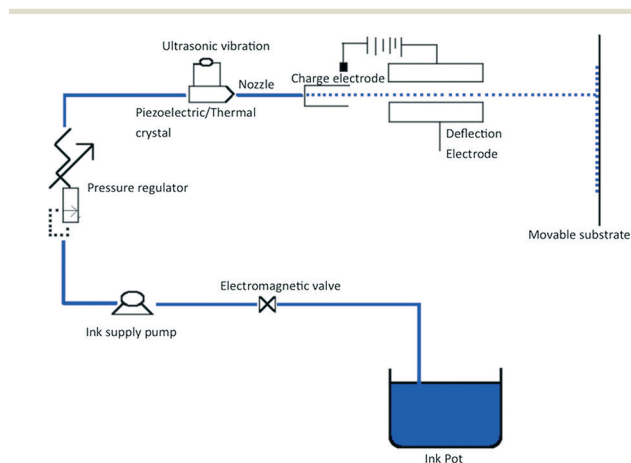 Ultrasonic vibration
Charge electrode
Nozzle
Piezoelectric/Thermal
crystal
Deflection
Electrode
Pressure regulator
Movable substrate
Electromagnetic valve
Ink supply pump
Ink Pot